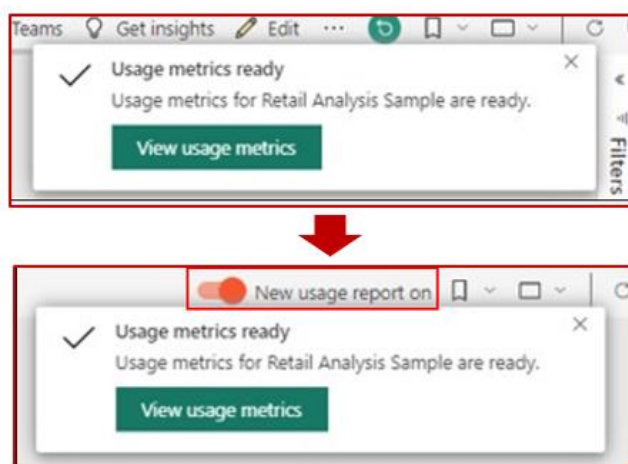 Teams Get insights Edit ...
Usage metrics ready
Usage metrics for Retail Analysis Sample are ready.
View usage metrics
Filters
New usage report on
Usage metrics ready
Usage metrics for Retail Analysis Sample are ready.
View usage metrics